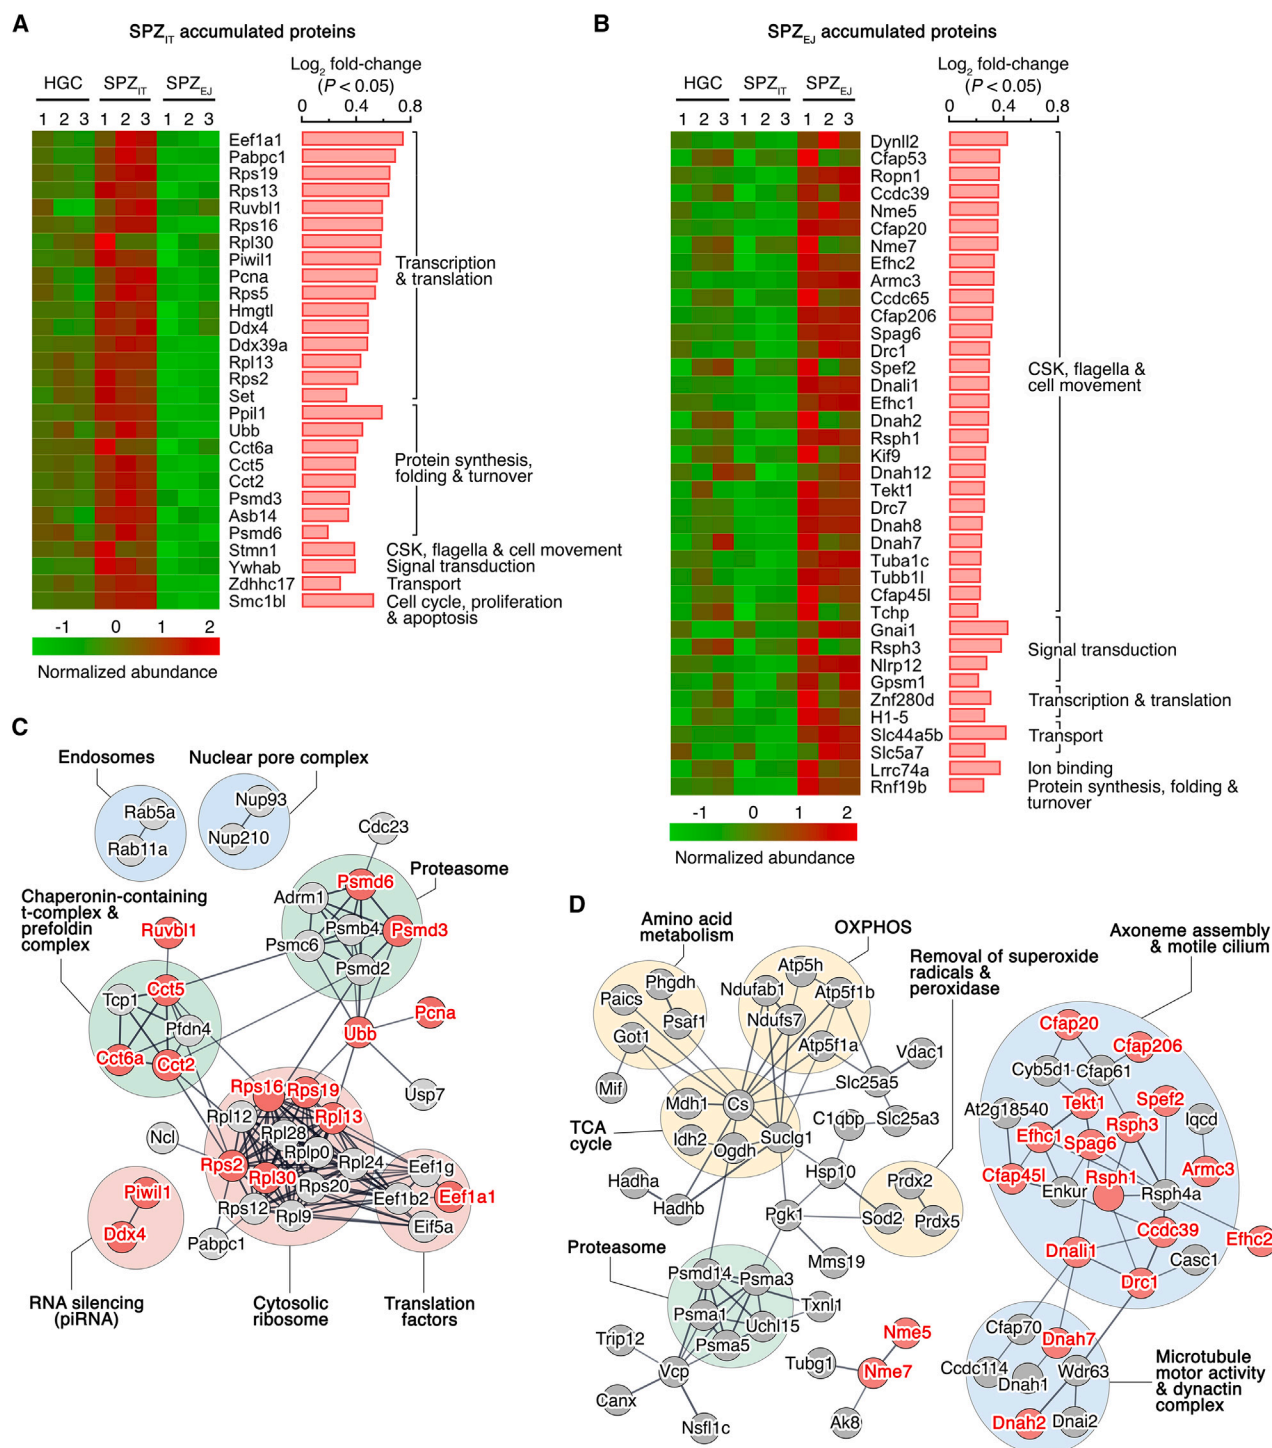 A
SPZIT accumulated proteins
Log2 fold-change
(P < 0.05)
HGC SPZIT SPZEJ
0 0.4 0.8
1 2 3 1 2 3 1 2 3
Eef1a1
Pabpc1
Rps19
Rps13
Ruvbl1
Rps16
Rpl30
Piwil1
Pcna
Rps5
Hmgtl
Ddx4
Ddx39a
Rpl13
Rps2
Set
Ppil1
Ubb
Cct6a
Cct5
Cct2
Psmd3
Asb14
Psmd6
Stmn1
Ywhab
Zdhhc17
Smc1bl
Transcription
& translation
Protein synthesis,
folding & turnover
CSK, flagella & cell movement
Signal transduction
Transport
Cell cycle, proliferation
& apoptosis
-1 0 1 2
Normalized abundance
B
SPZEJ accumulated proteins
Log2 fold-change
(P < 0.05)
HGC SPZIT SPZEJ
0 0.4 0.8
1 2 3 1 2 3 1 2 3
Dynll2
Cfap53
Ropn1
Ccdc39
Nme5
Cfap20
Nme7
Efhc2
Armc3
Ccdc65
Cfap206
Spag6
Drc1
Spef2
Dnali1
Efhc1
Dnah2
Rsph1
Kif9
Dnah12
Tekt1
Drc7
Dnah8
Dnah7
Tuba1c
Tubb1l
Cfap45l
Tchp
Gnai1
Rsph3
Nlrp12
Gpsm1
Znf280d
H1-5
Slc44a5b
Slc5a7
Lrrc74a
Rnf19b
CSK, flagella &
cell movement
Signal transduction
Transcription & translation
Transport
Ion binding
Protein synthesis, folding &
turnover
-1 0 1 2
Normalized abundance
C
Endosomes
Nuclear pore complex
Rab5a
Rab11a
Nup93
Nup210
Cdc23
Proteasome
Psmd6
Adrm1
Psmb4
Psmd3
Psmc6
Psmd2
Chaperonin-containing
t-complex &
prefoldin
complex
Ruvbl1
Cct5
Tcp1
Pfdn4
Cct6a
Cct2
Pcna
Ubb
Usp7
Rps16
Rps19
Rpl12
Rpl13
Ncl
Rpl28
Rplp0
Rps2
Rpl24
Rpl30
Rps20
Eef1g
Eef1b2
Eef1a1
Rps12
Rpl9
Eif5a
Pabpc1
Piwil1
Ddx4
RNA silencing
(piRNA)
Cytosolic
ribosome
Translation
factors
D
Amino acid
metabolism
OXPHOS
Removal of superoxide
radicals &
peroxidase
Axoneme assembly
& motile cilium
Phgdh
Paics
Psaf1
Got1
Mif
Atp5h
Ndufab1
Atp5f1b
Ndufs7
Atp5f1a
Vdac1
Slc25a5
Slc25a3
C1qbp
TCA
cycle
Mdh1
Cs
Idh2
Ogdh
Suclg1
Hsp10
Hadha
Hadhb
Pgk1
Prdx2
Sod2
Prdx5
Mms19
Proteasome
Psmd14
Psma3
Psma1
Uchl15
Psma5
Txnl1
Trip12
Vcp
Canx
Nsfl1c
Tubg1
Nme5
Nme7
Ak8
Cfap20
Cfap206
Cyb5d1
Cfap61
At2g18540
Tekt1
Spef2
Iqcd
Efhc1
Spag6
Rsph3
Cfap45l
Enkur
Rsph1
Rsph4a
Armc3
Ccdc39
Efhc2
Dnali1
Casc1
Drc1
Cfap70
Dnah7
Ccdc114
Dnah1
Wdr63
Dnah2
Dnai2
Microtubule
motor activity
& dynactin
complex